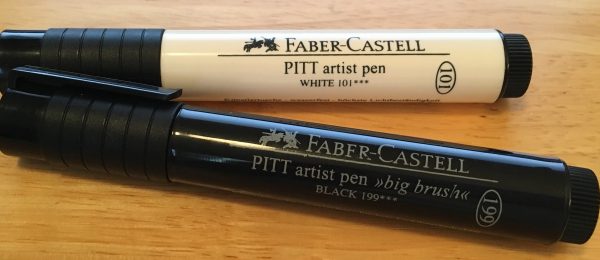 FABER-CASTELL
PITT artist pen
WHITE 101***
101
FABER-CASTELL
PITT artist pen »big brush«
BLACK 199***
199